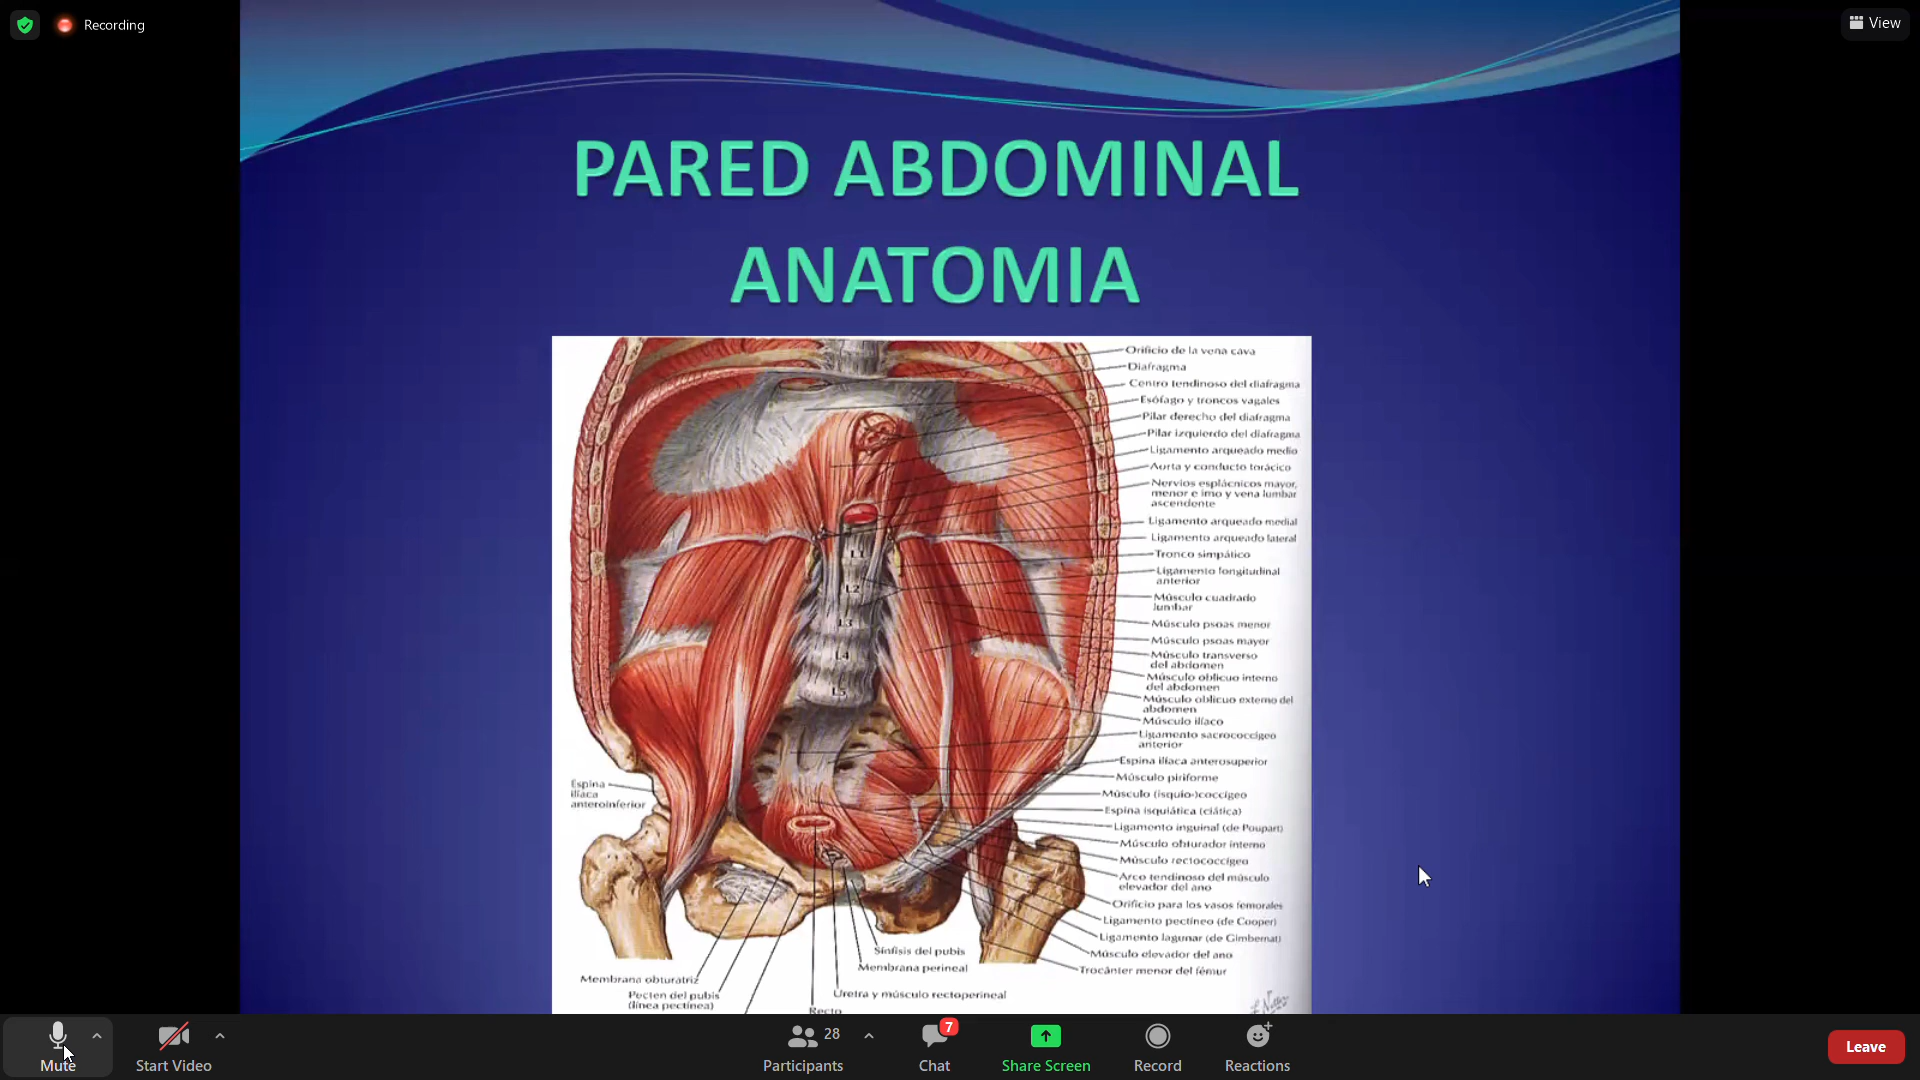 Recording
View
PARED ABDOMINAL
ANATOMIA
Orificio de la vena cava
Diafragma
Centro tendinoso del diafragma
Esófago y troncos vagales
Pilar derecho del diafragma
Pilar izquierdo del diafragma
Ligamento arqueado medio
Aorta y conducto torácico
Nervios esplácnicos mayor,
menor e imo y vena lumbar
ascendente
Ligamento arqueado medial
Ligamento arqueado lateral
Tronco simpático
Ligamento longitudinal
anterior
Músculo cuadrado
lumbar
Músculo psoas menor
Músculo psoas mayor
Músculo transverso
del abdomen
Músculo oblicuo interno
del abdomen
Músculo oblicuo externo del
abdomen
Músculo ilíaco
Ligamento sacrococcígeo
anterior
Espina ilíaca anterosuperior
Músculo piriforme
Músculo (isquio-)coccígeo
Espina isquiática (ciática)
Ligamento inguinal (de Poupart)
Músculo obturador interno
Músculo rectococcígeo
Arco tendinoso del músculo
elevador del ano
Orificio para los vasos femorales
Ligamento pectíneo (de Cooper)
Ligamento lagunar (de Gimbernat)
Músculo elevador del ano
Trocánter menor del fémur
L1
L2
L3
L4
L5
Espina
ilíaca
anteroinferior
Sínfisis del pubis
Membrana perineal
Uretra y músculo rectoperineal
Recto
Membrana obturatriz
Pecten del pubis
(línea pectínea)
Mute
Start Video
Participants
28
Chat
7
Share Screen
Record
Reactions
Leave